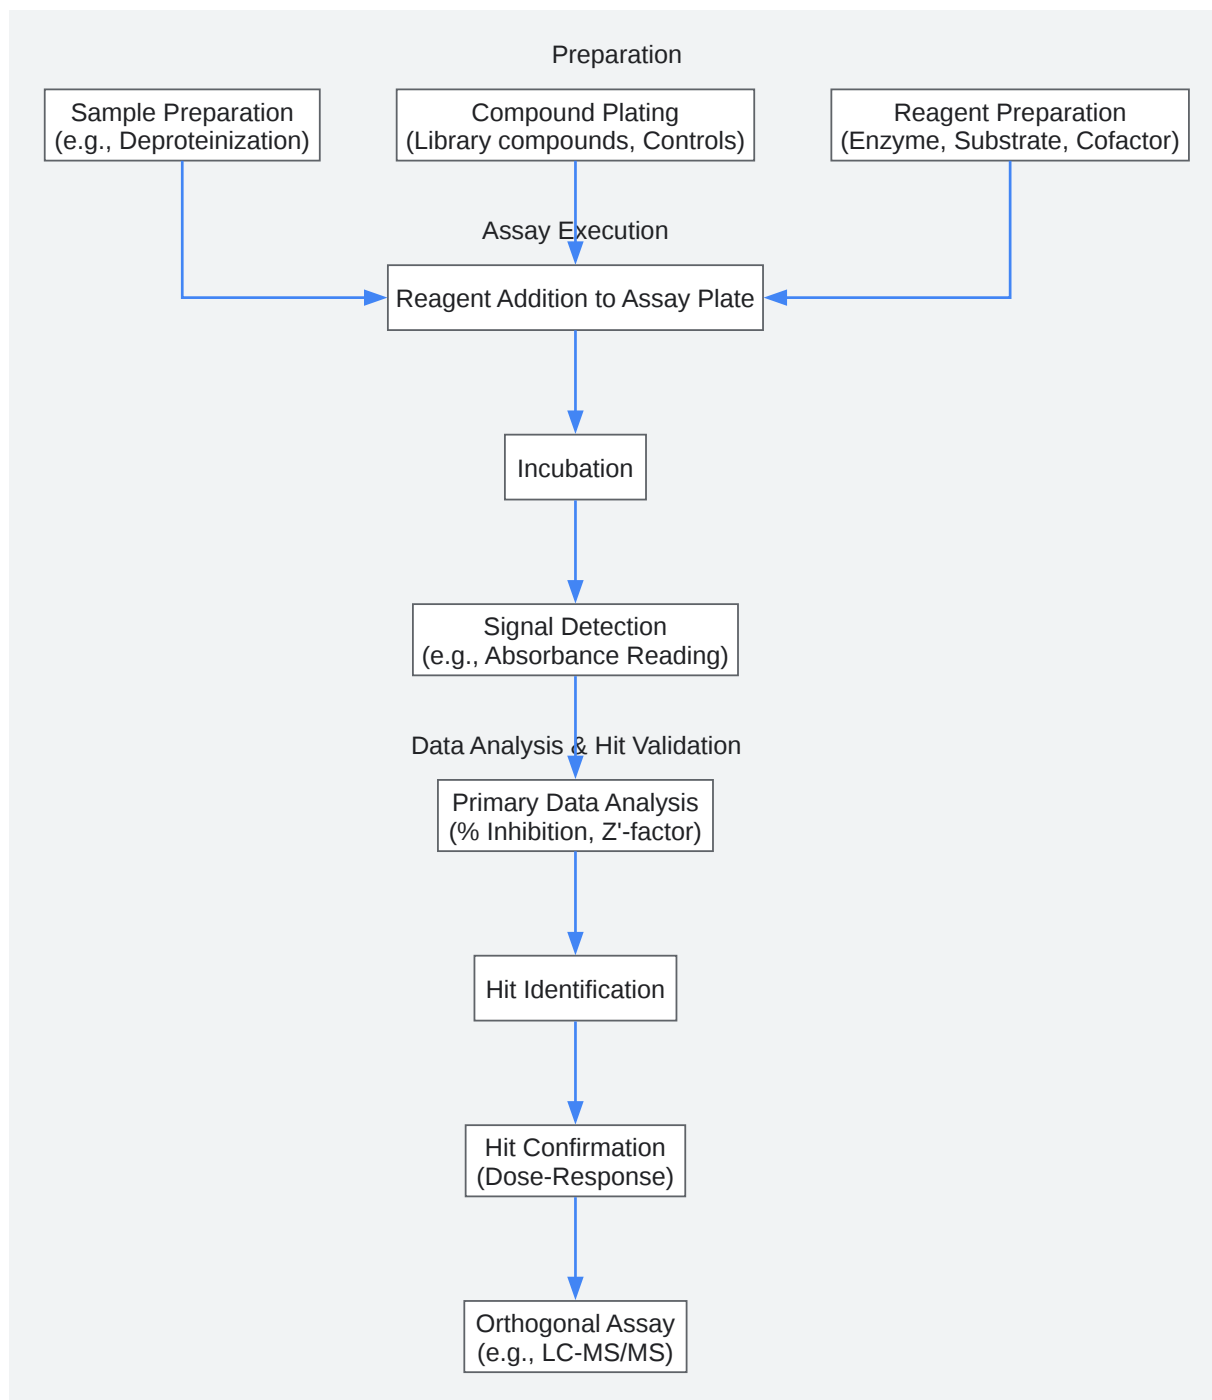 Preparation
Sample Preparation
(e.g., Deproteinization)
Compound Plating
(Library compounds, Controls)
Reagent Preparation
(Enzyme, Substrate, Cofactor)
Assay Execution
Reagent Addition to Assay Plate
Incubation
Signal Detection
(e.g., Absorbance Reading)
Data Analysis & Hit Validation
Primary Data Analysis
(% Inhibition, Z'-factor)
Hit Identification
Hit Confirmation
(Dose-Response)
Orthogonal Assay
(e.g., LC-MS/MS)